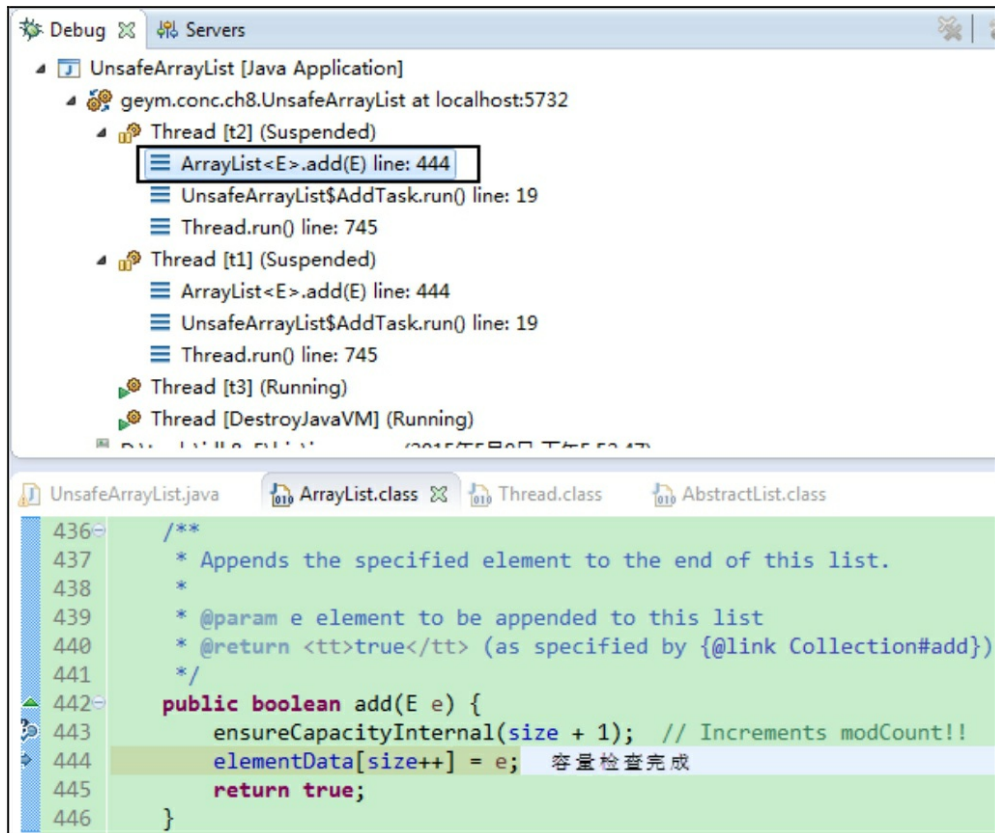 Debug Servers
UnsafeArrayList [Java Application]
geym.conc.ch8.UnsafeArrayList at localhost:5732
Thread [t2] (Suspended)
ArrayList<E>.add(E) line: 444
UnsafeArrayList$AddTask.run() line: 19
Thread.run() line: 745
Thread [t1] (Suspended)
ArrayList<E>.add(E) line: 444
UnsafeArrayList$AddTask.run() line: 19
Thread.run() line: 745
Thread [t3] (Running)
Thread [DestroyJavaVM] (Running)
UnsafeArrayList.java ArrayList.class Thread.class AbstractList.class
436 /**
437 * Appends the specified element to the end of this list.
438 *
439 * @param e element to be appended to this list
440 * @return <tt>true</tt> (as specified by {@link Collection#add})
441 */
442 public boolean add(E e) {
443 ensureCapacityInternal(size + 1); // Increments modCount!!
444 elementData[size++] = e; 容量检查完成
445 return true;
446 }